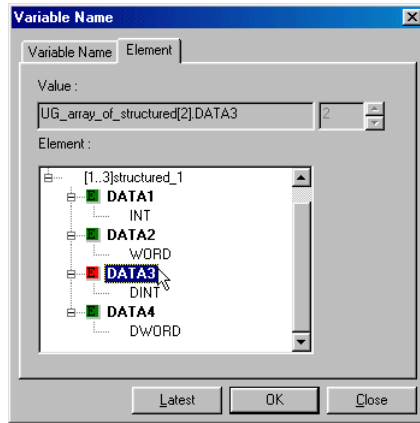 Variable Name
Variable Name Element
Value :
UG_array_of_structured[2].DATA3 2
Element :
[1..3]structured_1
E DATA1
INT
E DATA2
WORD
E DATA3
DINT
E DATA4
DWORD
Latest OK Close